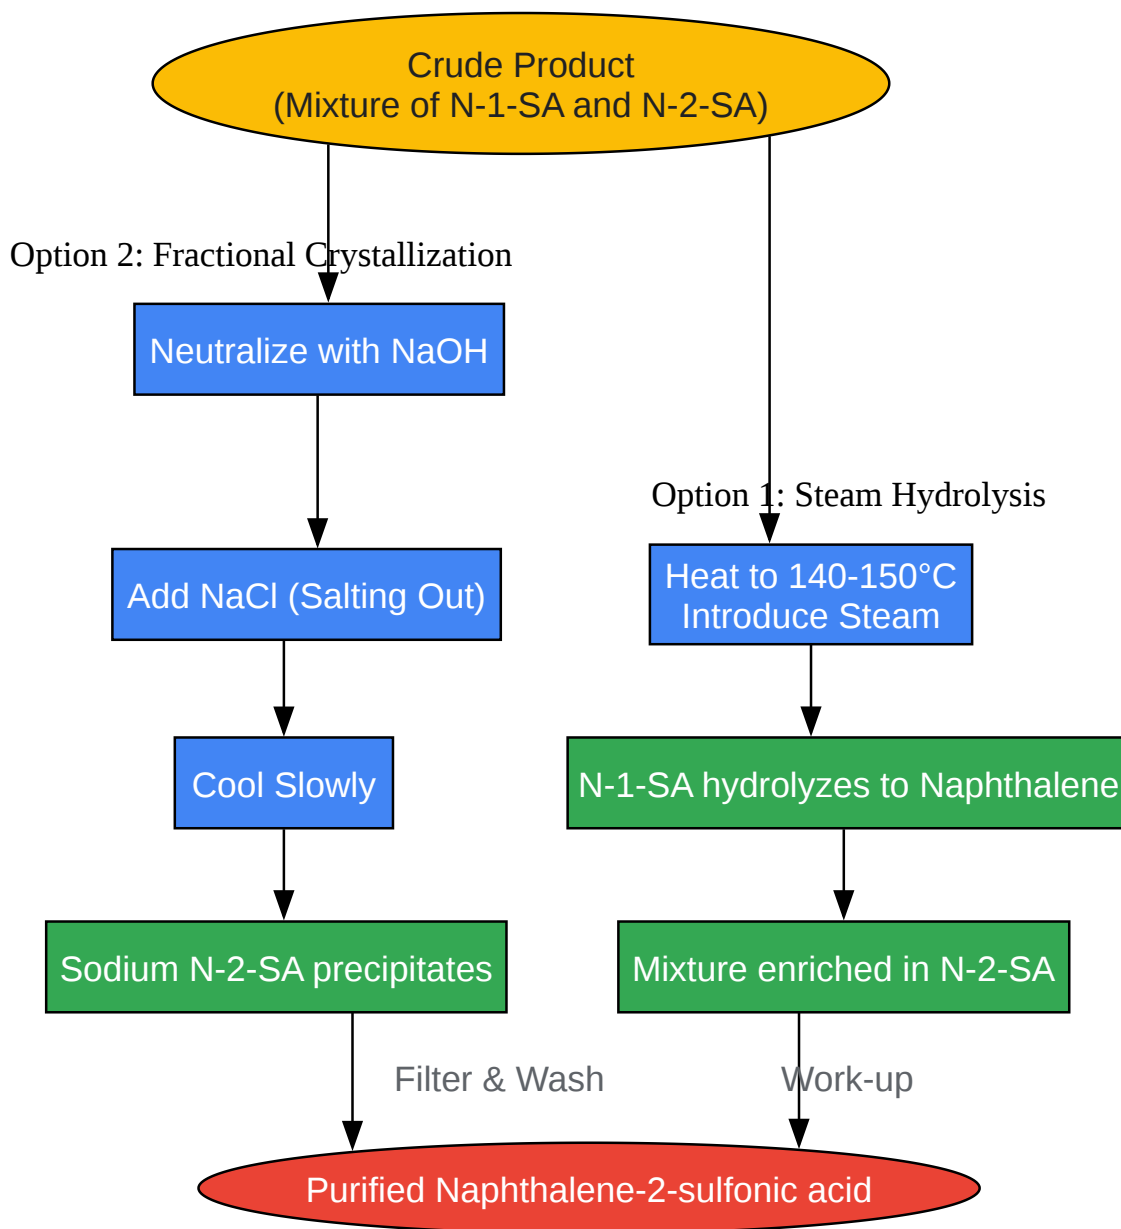 Crude Product
(Mixture of N-1-SA and N-2-SA)
Option 2: Fractional Crystallization
Neutralize with NaOH
Option 1: Steam Hydrolysis
Add NaCl (Salting Out)
Heat to 140-150°C
Introduce Steam
Cool Slowly
N-1-SA hydrolyzes to Naphthalene
Sodium N-2-SA precipitates
Mixture enriched in N-2-SA
Filter & Wash
Work-up
Purified Naphthalene-2-sulfonic acid